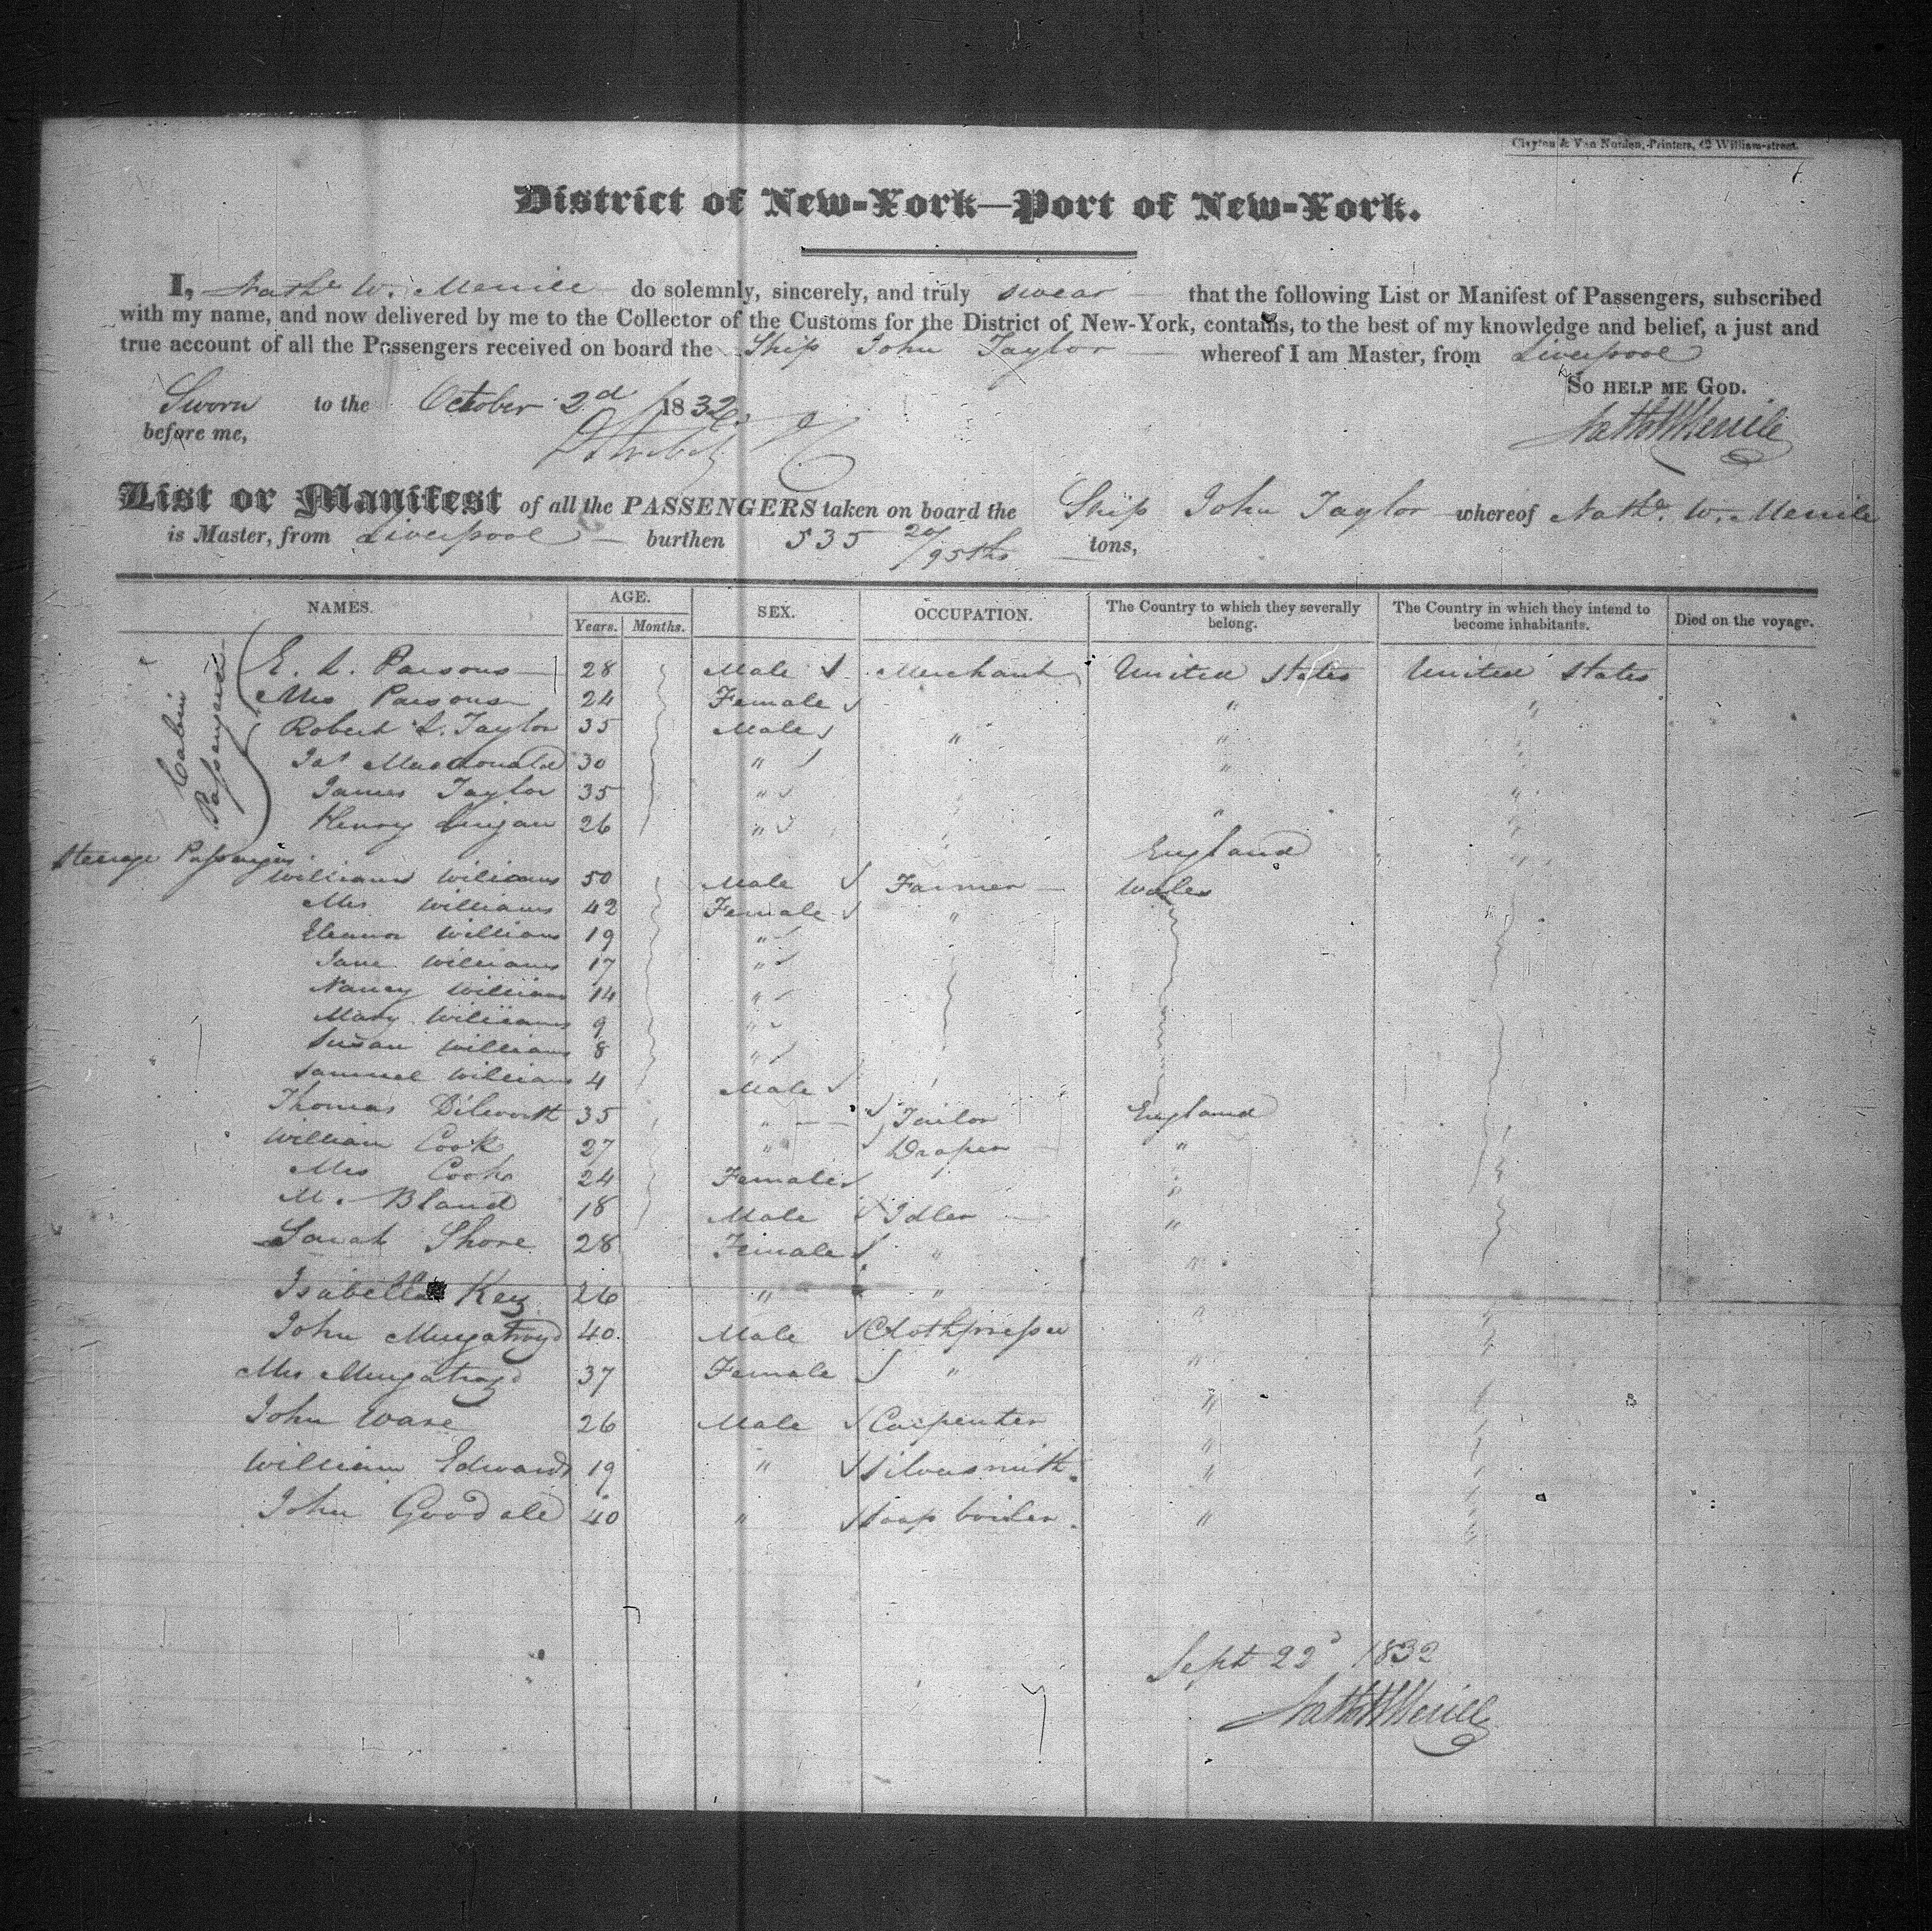 Clayton & Van Norden, Printers, 42 William-street.
District of New-York—Port of New-York.
I, Nathl. W. Merrill do solemnly, sincerely, and truly swear that the following List or Manifest of Passengers, subscribed
with my name, and now delivered by me to the Collector of the Customs for the District of New-York, contains, to the best of my knowledge and belief, a just and
true account of all the Passengers received on board the Ship John Taylor whereof I am Master, from Liverpool
So help me God.
Sworn to the October 2d 1832
before me,
Nath W Merrill
List or Manifest of all the PASSENGERS taken on board the Ship John Taylor whereof Nathl. W. Merrill
is Master, from Liverpool burthen 535 20/95ths tons,
NAMES. AGE. Years. Months. SEX. OCCUPATION. The Country to which they severally belong. The Country in which they intend to become inhabitants. Died on the voyage.
Cabin Passengers
E. L. Parsons 28 Male Merchant United States United States
Mrs Parsons 24 Female " "
Robert L. Taylor 35 Male " "
Jas Macdonald 30 " "
James Taylor 35 " "
Henry 26 " England
Steerage Passengers
William Williams 50 Male Farmer Wales
Mrs Williams 42 Female "
Eleanor Williams 19 "
Jane Williams 17 "
Nancy Williams 14 "
Mary Williams 9 "
Susan Williams 8 "
Samuel Williams 4 Male
Thomas Dilworth 35 " Tailor England
William Cook 27 " Draper "
Mrs Cook 24 Female "
M. Bland 18 Male Idler "
Sarah Shore 28 Female " "
Isabella Key 26 " " "
John Murgatroyd 40 Male Clothpresser "
Mrs Murgatroyd 37 Female " "
John Ware 26 Male Carpenter "
William Edwards 19 " Silversmith "
John Goodale 40 " Soap boiler "
Sept 22d 1832
Nath W Merrill